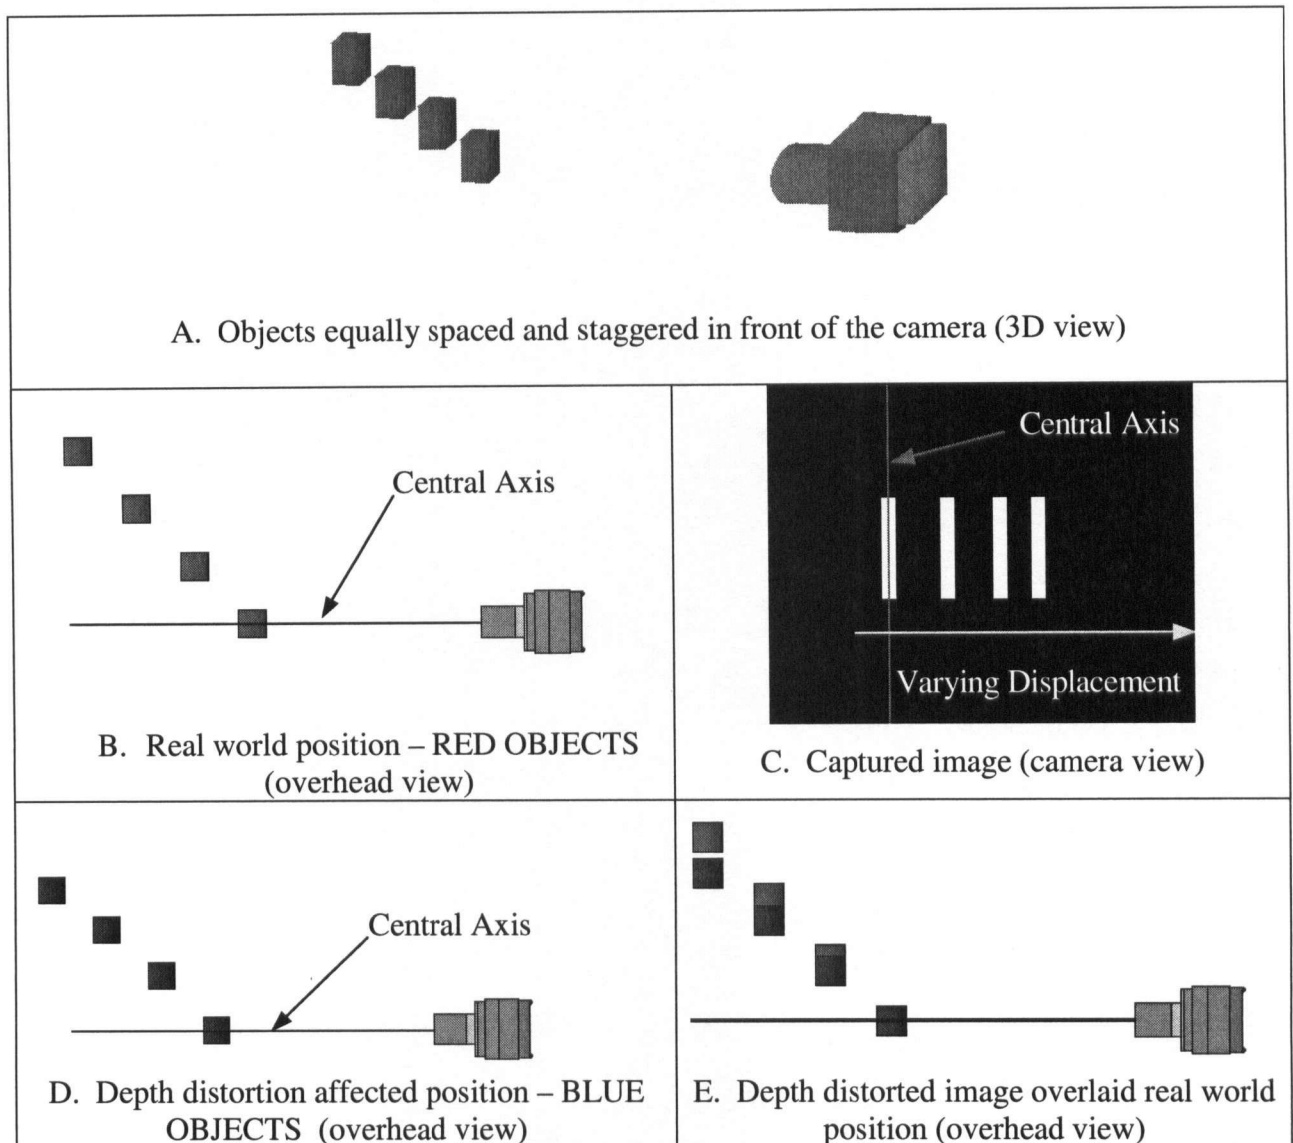 A. Objects equally spaced and staggered in front of the camera (3D view)
Central Axis
B. Real world position – RED OBJECTS
(overhead view)
Central Axis
Varying Displacement
C. Captured image (camera view)
Central Axis
D. Depth distortion affected position – BLUE
OBJECTS (overhead view)
E. Depth distorted image overlaid real world
position (overhead view)